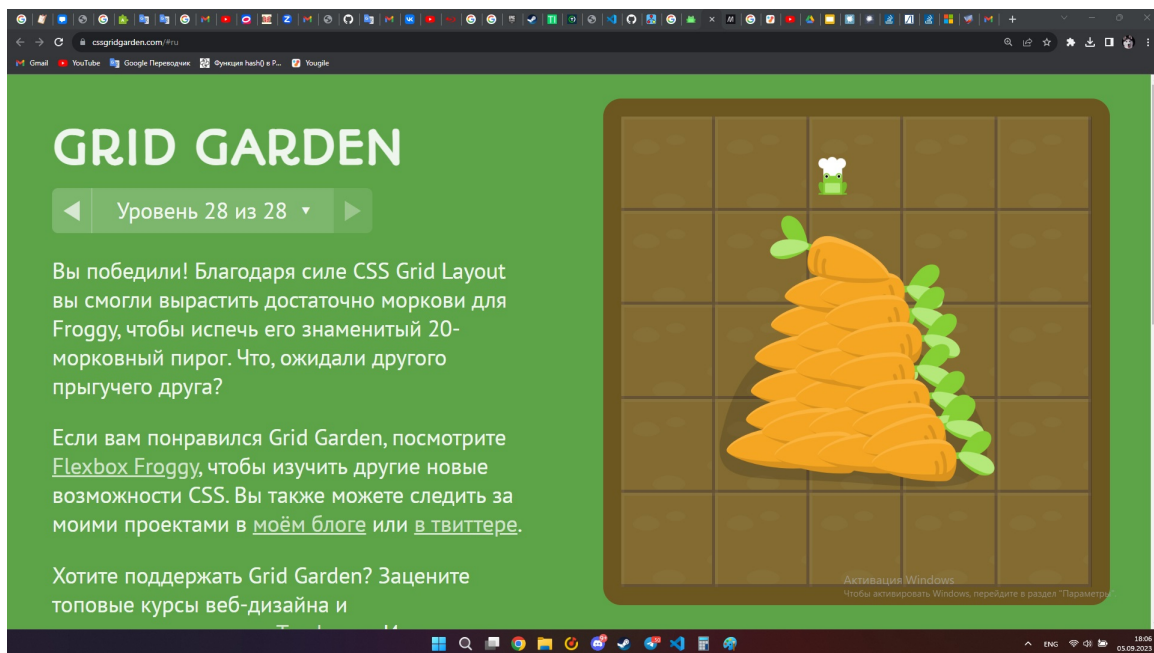 cssgridgarden.com/#ru
Gmail YouTube Google Переводчик Функция hash() в P... Yougile
GRID GARDEN
Уровень 28 из 28
Вы победили! Благодаря силе CSS Grid Layout
вы смогли вырастить достаточно моркови для
Froggy, чтобы испечь его знаменитый 20-
морковный пирог. Что, ожидали другого
прыгучего друга?
Если вам понравился Grid Garden, посмотрите
Flexbox Froggy, чтобы изучить другие новые
возможности CSS. Вы также можете следить за
моими проектами в моём блоге или в твиттере.
Хотите поддержать Grid Garden? Зацените
топовые курсы веб-дизайна и
Активация Windows
Чтобы активировать Windows, перейдите в раздел "Параметры".
ENG
18:06
05.09.2023